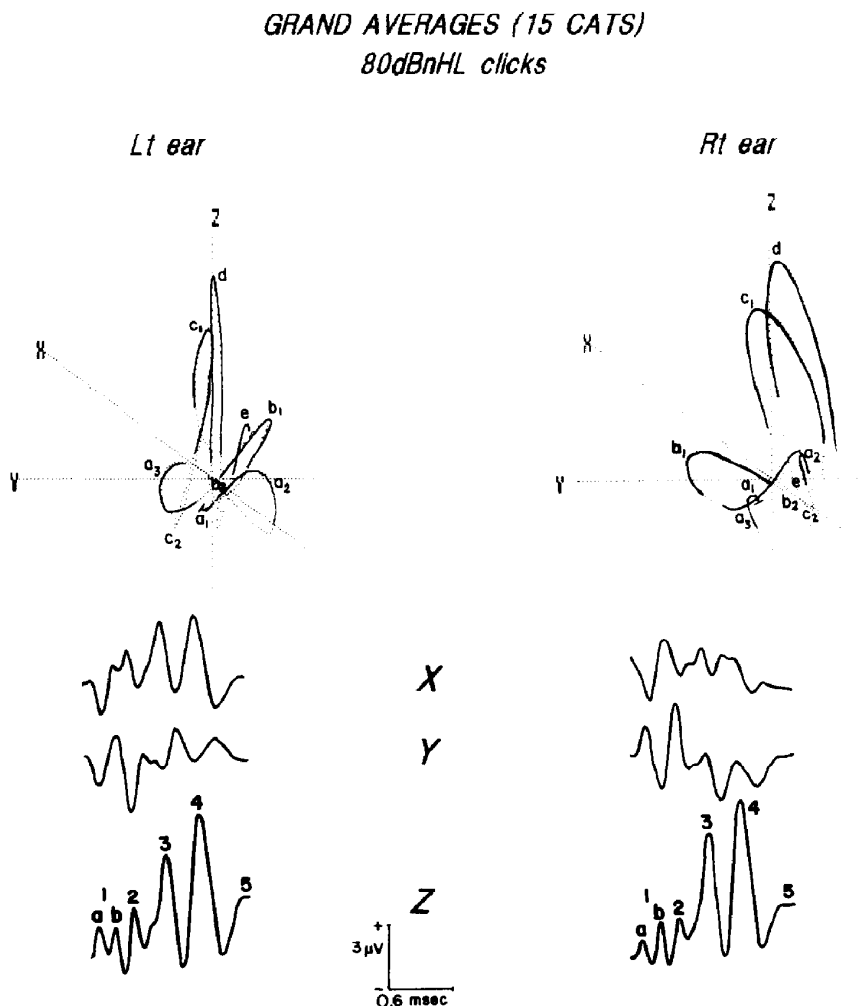 GRAND AVERAGES (15 CATS)
80dBnHL clicks
Lt ear
Rt ear
Z
d
c1
X
e
b1
a3
Y
a2
a1
c2
Z
d
c1
X
b1
a2
Y
a1
e
b2
c2
a3
X
Y
4
3
1
2
a b
5
Z
+
3 μV
-
0.6 msec
3
4
1
b
2
a
5